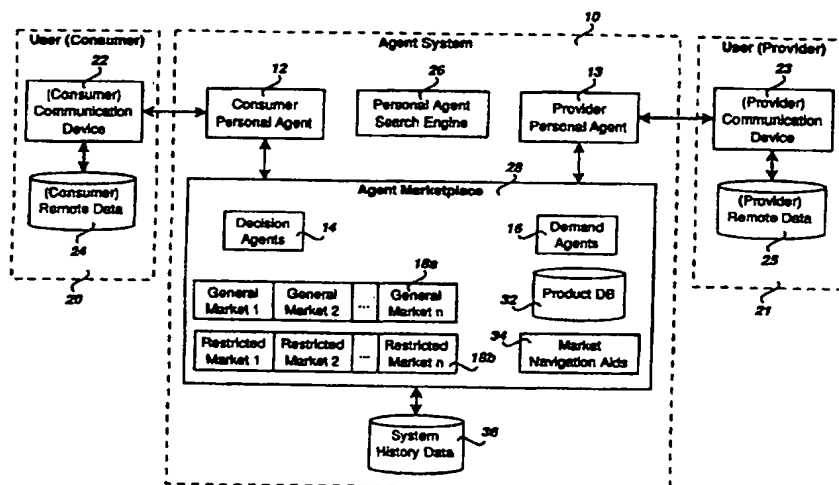 10
User (Consumer)
Agent System
User (Provider)
22
12
26
13
23
(Consumer)
Communication
Device
Consumer
Personal Agent
Personal Agent
Search Engine
Provider
Personal Agent
(Provider)
Communication
Device
Agent Marketplace
28
(Consumer)
Remote Data
24
20
Decision
Agents
14
16
Demand
Agents
(Provider)
Remote Data
25
21
18a
General
Market 1
General
Market 2
...
General
Market n
32
Product DB
Restricted
Market 1
Restricted
Market 2
...
Restricted
Market n
18b
34
Market
Navigation Aids
System
History Data
36